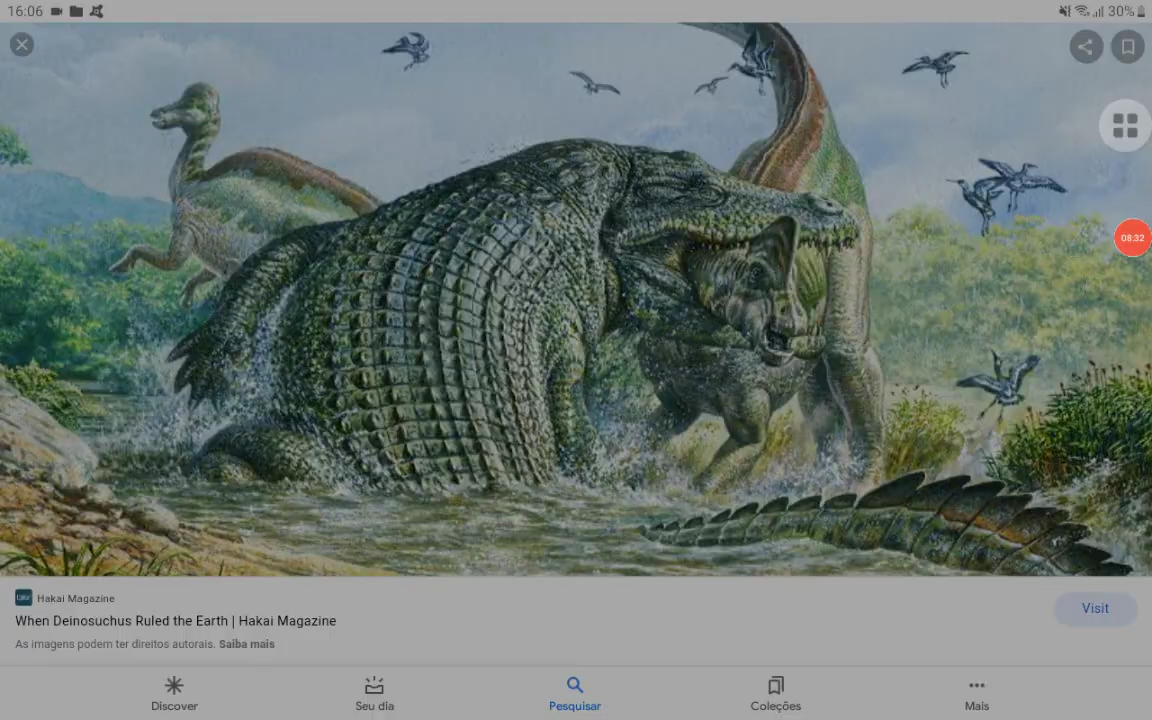 16:06
30%
08:32
Hakai Magazine
When Deinosuchus Ruled the Earth | Hakai Magazine
Visit
As imagens podem ter direitos autorais. Saiba mais
Discover
Seu dia
Pesquisar
Coleções
Mais